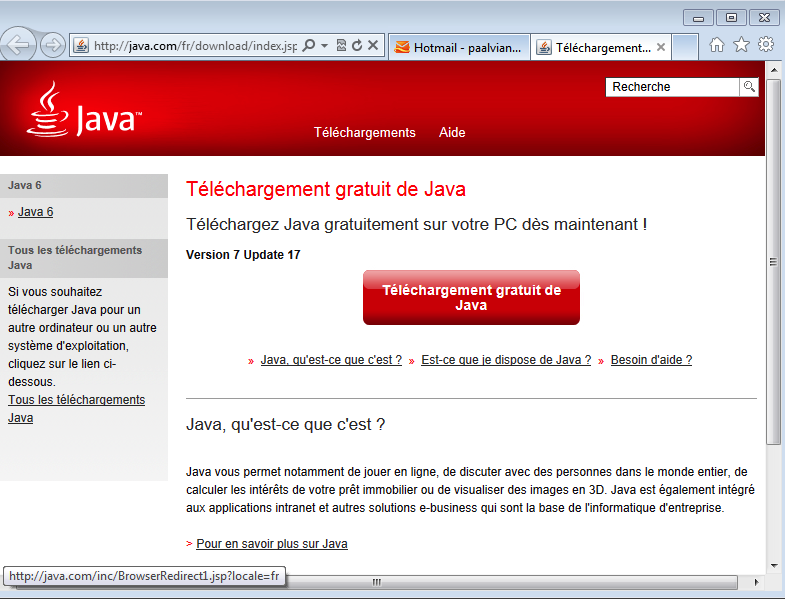 http://java.com/fr/download/index.jsp
Hotmail - paalvian...
Téléchargement...
Java™
Recherche
Téléchargements Aide
Java 6
» Java 6
Tous les téléchargements
Java
Si vous souhaitez
télécharger Java pour un
autre ordinateur ou un autre
système d'exploitation,
cliquez sur le lien ci-
dessous.
Tous les téléchargements
Java
Téléchargement gratuit de Java
Téléchargez Java gratuitement sur votre PC dès maintenant !
Version 7 Update 17
Téléchargement gratuit de
Java
» Java, qu'est-ce que c'est ? » Est-ce que je dispose de Java ? » Besoin d'aide ?
Java, qu'est-ce que c'est ?
Java vous permet notamment de jouer en ligne, de discuter avec des personnes dans le monde entier, de
calculer les intérêts de votre prêt immobilier ou de visualiser des images en 3D. Java est également intégré
aux applications intranet et autres solutions e-business qui sont la base de l'informatique d'entreprise.
> Pour en savoir plus sur Java
http://java.com/inc/BrowserRedirect1.jsp?locale=fr